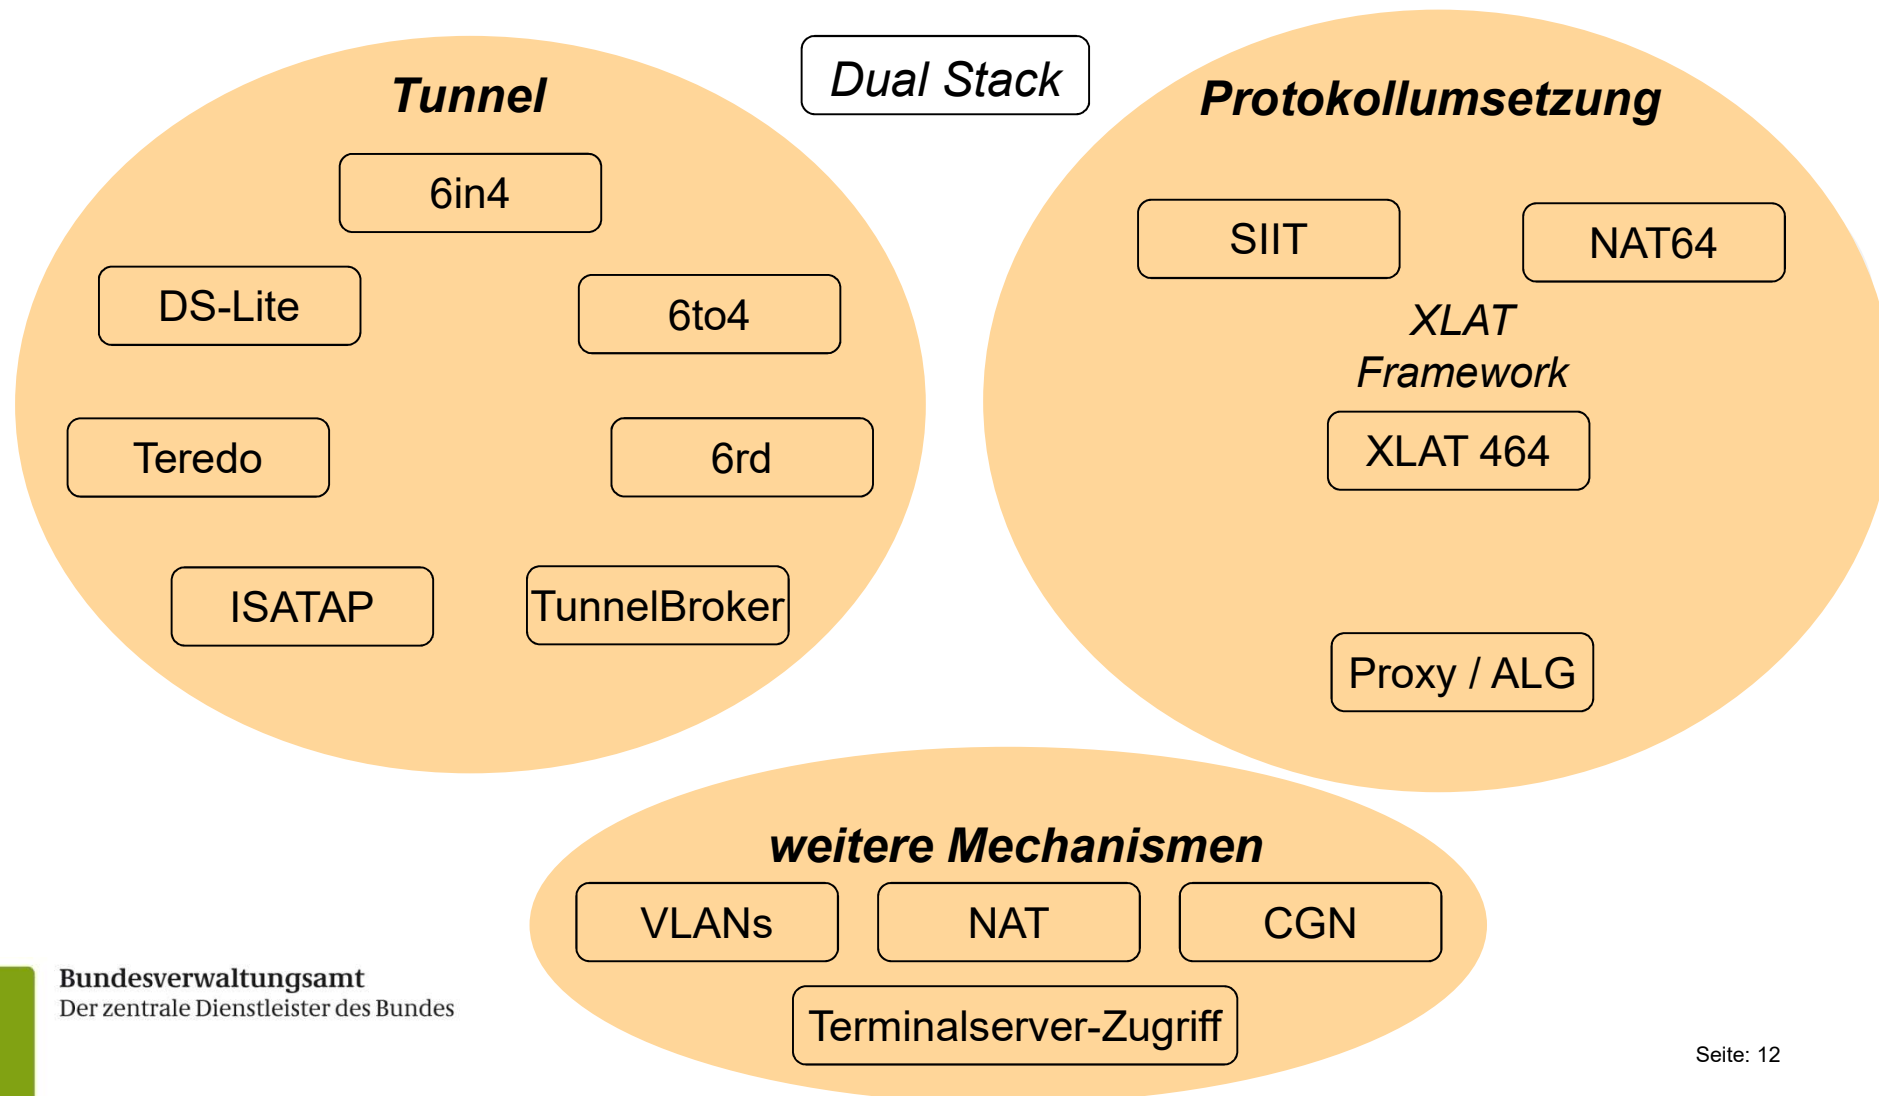 Dual Stack
Tunnel
6in4
DS-Lite
6to4
Teredo
6rd
ISATAP
TunnelBroker
Protokollumsetzung
SIIT
NAT64
XLAT
Framework
XLAT 464
Proxy / ALG
weitere Mechanismen
VLANs
NAT
CGN
Terminalserver-Zugriff
Bundesverwaltungsamt
Der zentrale Dienstleister des Bundes
Seite: 12